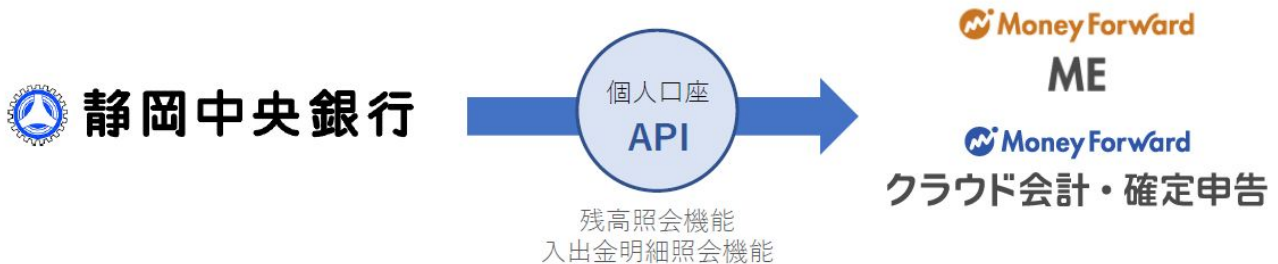 静岡中央銀行
個人口座
API
残高照会機能
入出金明細照会機能
Money Forward
ME
Money Forward
クラウド会計・確定申告